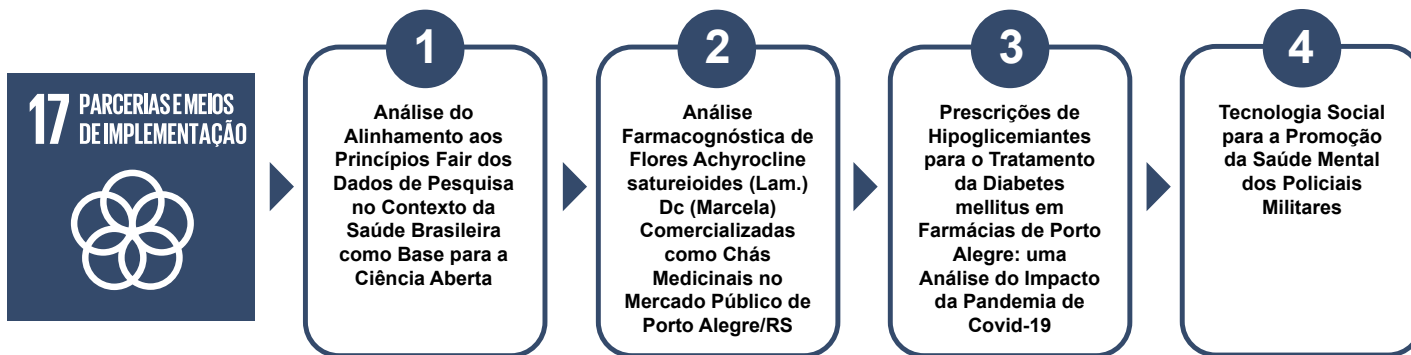 17 PARCERIAS E MEIOS
DE IMPLEMENTAÇÃO
1
Análise do
Alinhamento aos
Princípios Fair dos
Dados de Pesquisa
no Contexto da
Saúde Brasileira
como Base para a
Ciência Aberta
2
Análise
Farmacognóstica de
Flores Achyrocline
satureioides (Lam.)
Dc (Marcela)
Comercializadas
como Chás
Medicinais no
Mercado Público de
Porto Alegre/RS
3
Prescrições de
Hipoglicemiantes
para o Tratamento
da Diabetes
mellitus em
Farmácias de Porto
Alegre: uma
Análise do Impacto
da Pandemia de
Covid-19
4
Tecnologia Social
para a Promoção
da Saúde Mental
dos Policiais
Militares